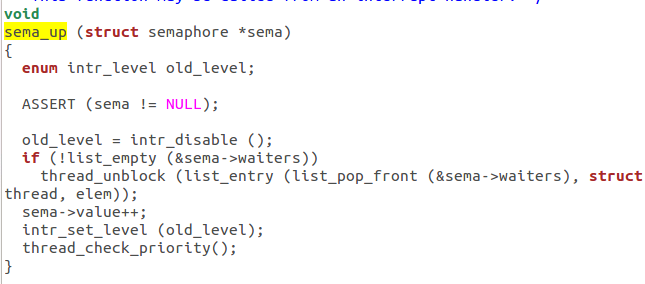 void
sema_up (struct semaphore *sema)
{
  enum intr_level old_level;

  ASSERT (sema != NULL);

  old_level = intr_disable ();
  if (!list_empty (&sema->waiters))
    thread_unblock (list_entry (list_pop_front (&sema->waiters), struct
thread, elem));
  sema->value++;
  intr_set_level (old_level);
  thread_check_priority();
}